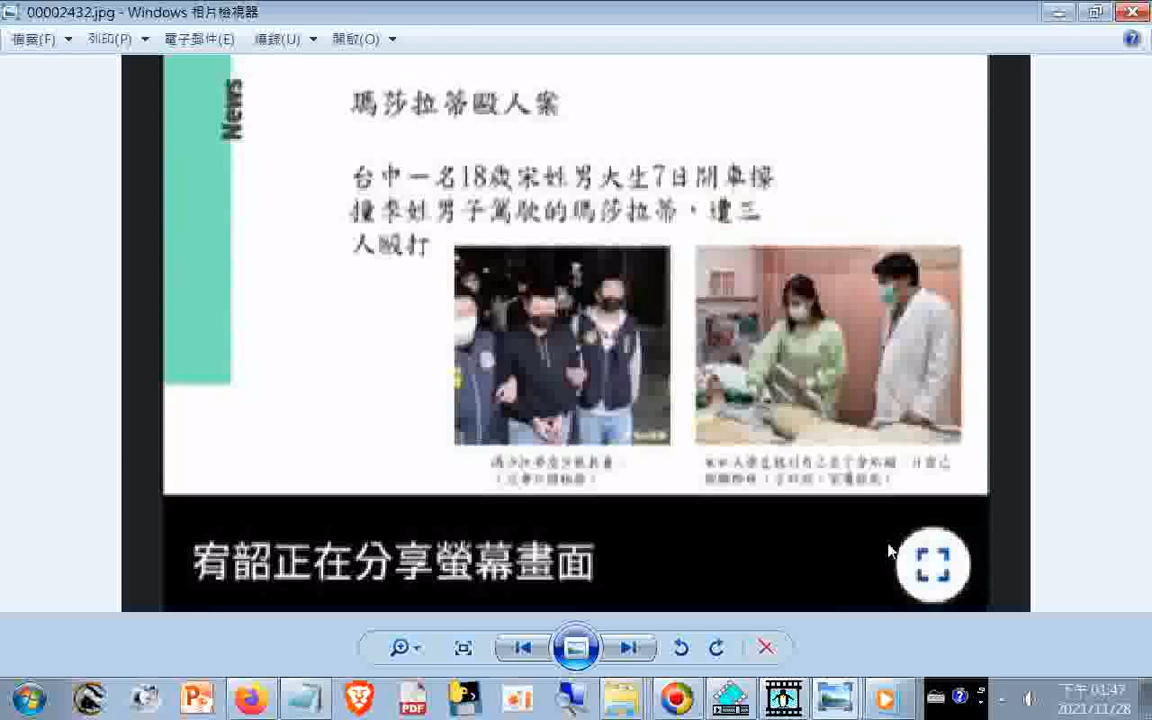 00002432.jpg - Windows 相片檢視器
檔案(F) 列印(P) 電子郵件(E) 燒錄(U) 開啟(O)
News
瑪莎拉蒂毆人案
台中一名18歲宋姓男大生7日開車擦
撞李姓男子駕駛的瑪莎拉蒂，遭三
人毆打
宥韶正在分享螢幕畫面
PDF
下午 01:47
2021/11/28